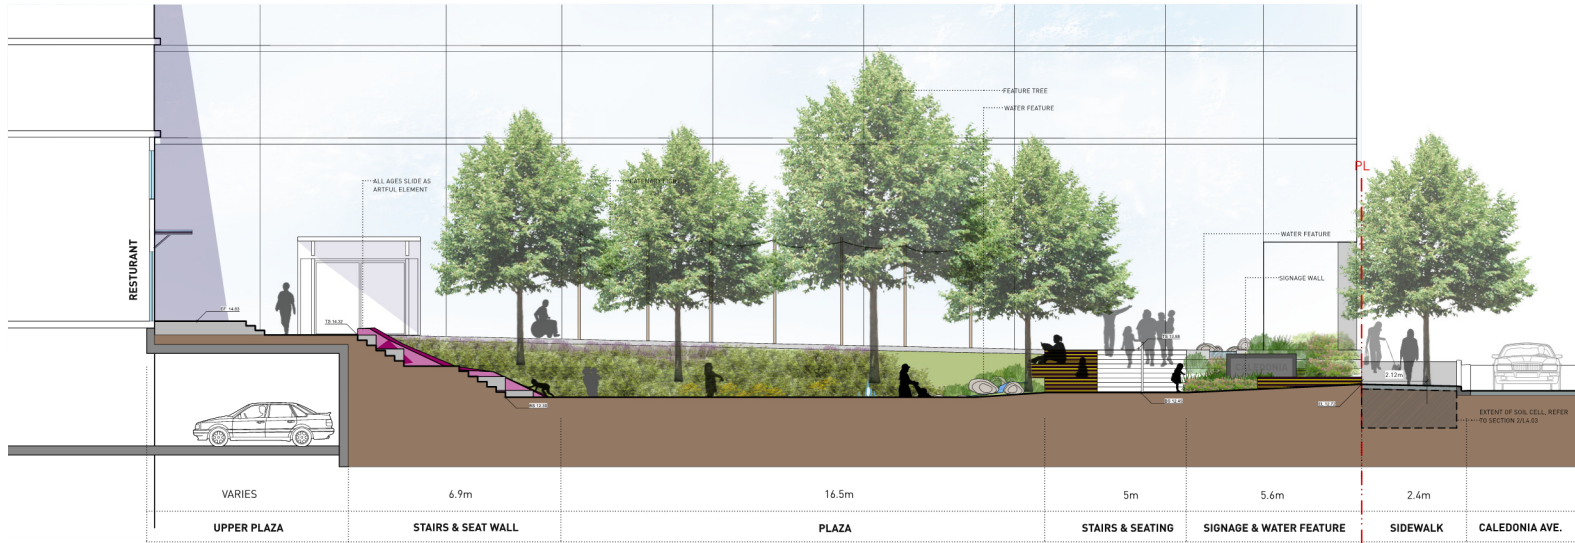 PL
FEATURE TREE
WATER FEATURE
ALL AGES SLIDE AS
ARTFUL ELEMENT
WATER FEATURE
SIGNAGE WALL
RESTURANT
2.12m
EXTENT OF SOIL CELL, REFER
TO SECTION 2/L4.03
VARIES
6.9m
16.5m
5m
5.6m
2.4m
UPPER PLAZA
STAIRS & SEAT WALL
PLAZA
STAIRS & SEATING
SIGNAGE & WATER FEATURE
SIDEWALK
CALEDONIA AVE.